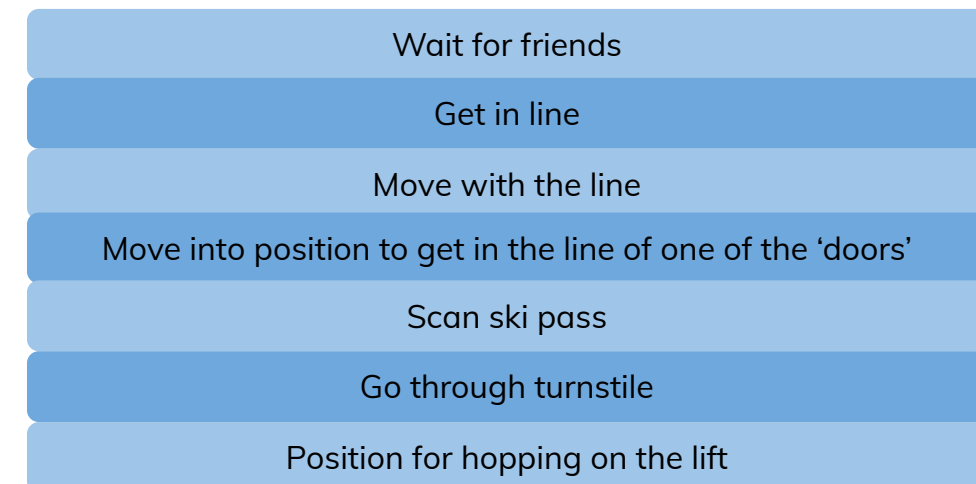 Wait for friends
Get in line
Move with the line
Move into position to get in the line of one of the ‘doors’
Scan ski pass
Go through turnstile
Position for hopping on the lift